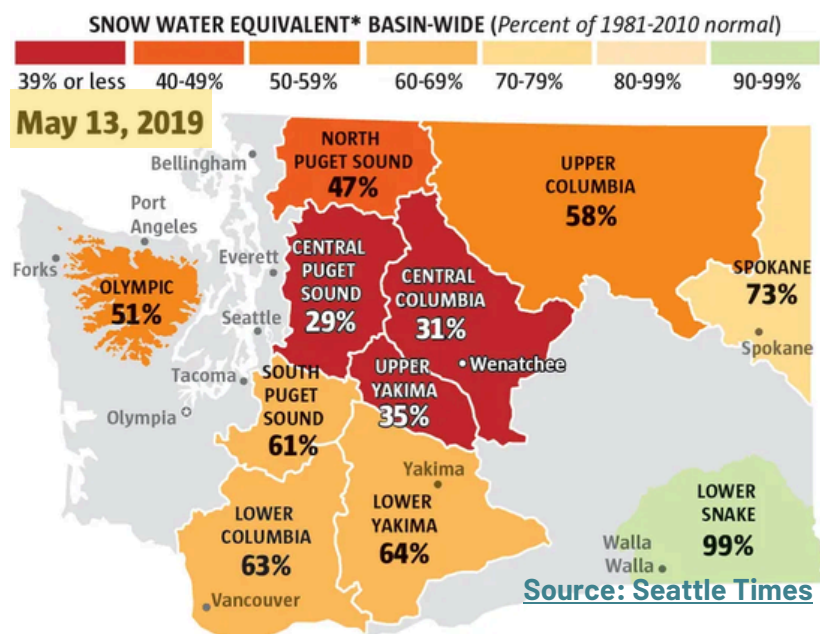 SNOW WATER EQUIVALENT* BASIN-WIDE (Percent of 1981-2010 normal)
39% or less 40-49% 50-59% 60-69% 70-79% 80-99% 90-99%
May 13, 2019
Bellingham
NORTH
PUGET SOUND
47%
UPPER
COLUMBIA
58%
Port
Angeles
Forks
OLYMPIC
51%
Everett
Seattle
CENTRAL
PUGET
SOUND
29%
CENTRAL
COLUMBIA
31%
Wenatchee
SPOKANE
73%
Spokane
Tacoma
Olympia
SOUTH
PUGET
SOUND
61%
UPPER
YAKIMA
35%
Yakima
LOWER
COLUMBIA
63%
LOWER
YAKIMA
64%
Vancouver
LOWER
SNAKE
99%
Walla
Walla
Source: Seattle Times